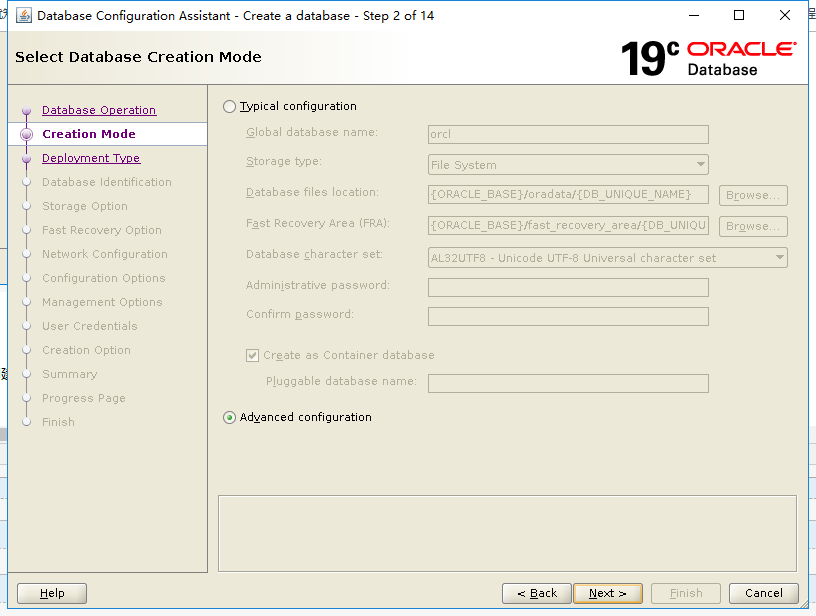 Database Configuration Assistant - Create a database - Step 2 of 14
Select Database Creation Mode
19c ORACLE
Database
Database Operation
Creation Mode
Deployment Type
Database Identification
Storage Option
Fast Recovery Option
Network Configuration
Configuration Options
Management Options
User Credentials
Creation Option
Summary
Progress Page
Finish
Typical configuration
Global database name: orcl
Storage type: File System
Database files location: {ORACLE_BASE}/oradata/{DB_UNIQUE_NAME} Browse...
Fast Recovery Area (FRA): {ORACLE_BASE}/fast_recovery_area/{DB_UNIQU Browse...
Database character set: AL32UTF8 - Unicode UTF-8 Universal character set
Administrative password:
Confirm password:
Create as Container database
Pluggable database name:
Advanced configuration
Help < Back Next > Finish Cancel